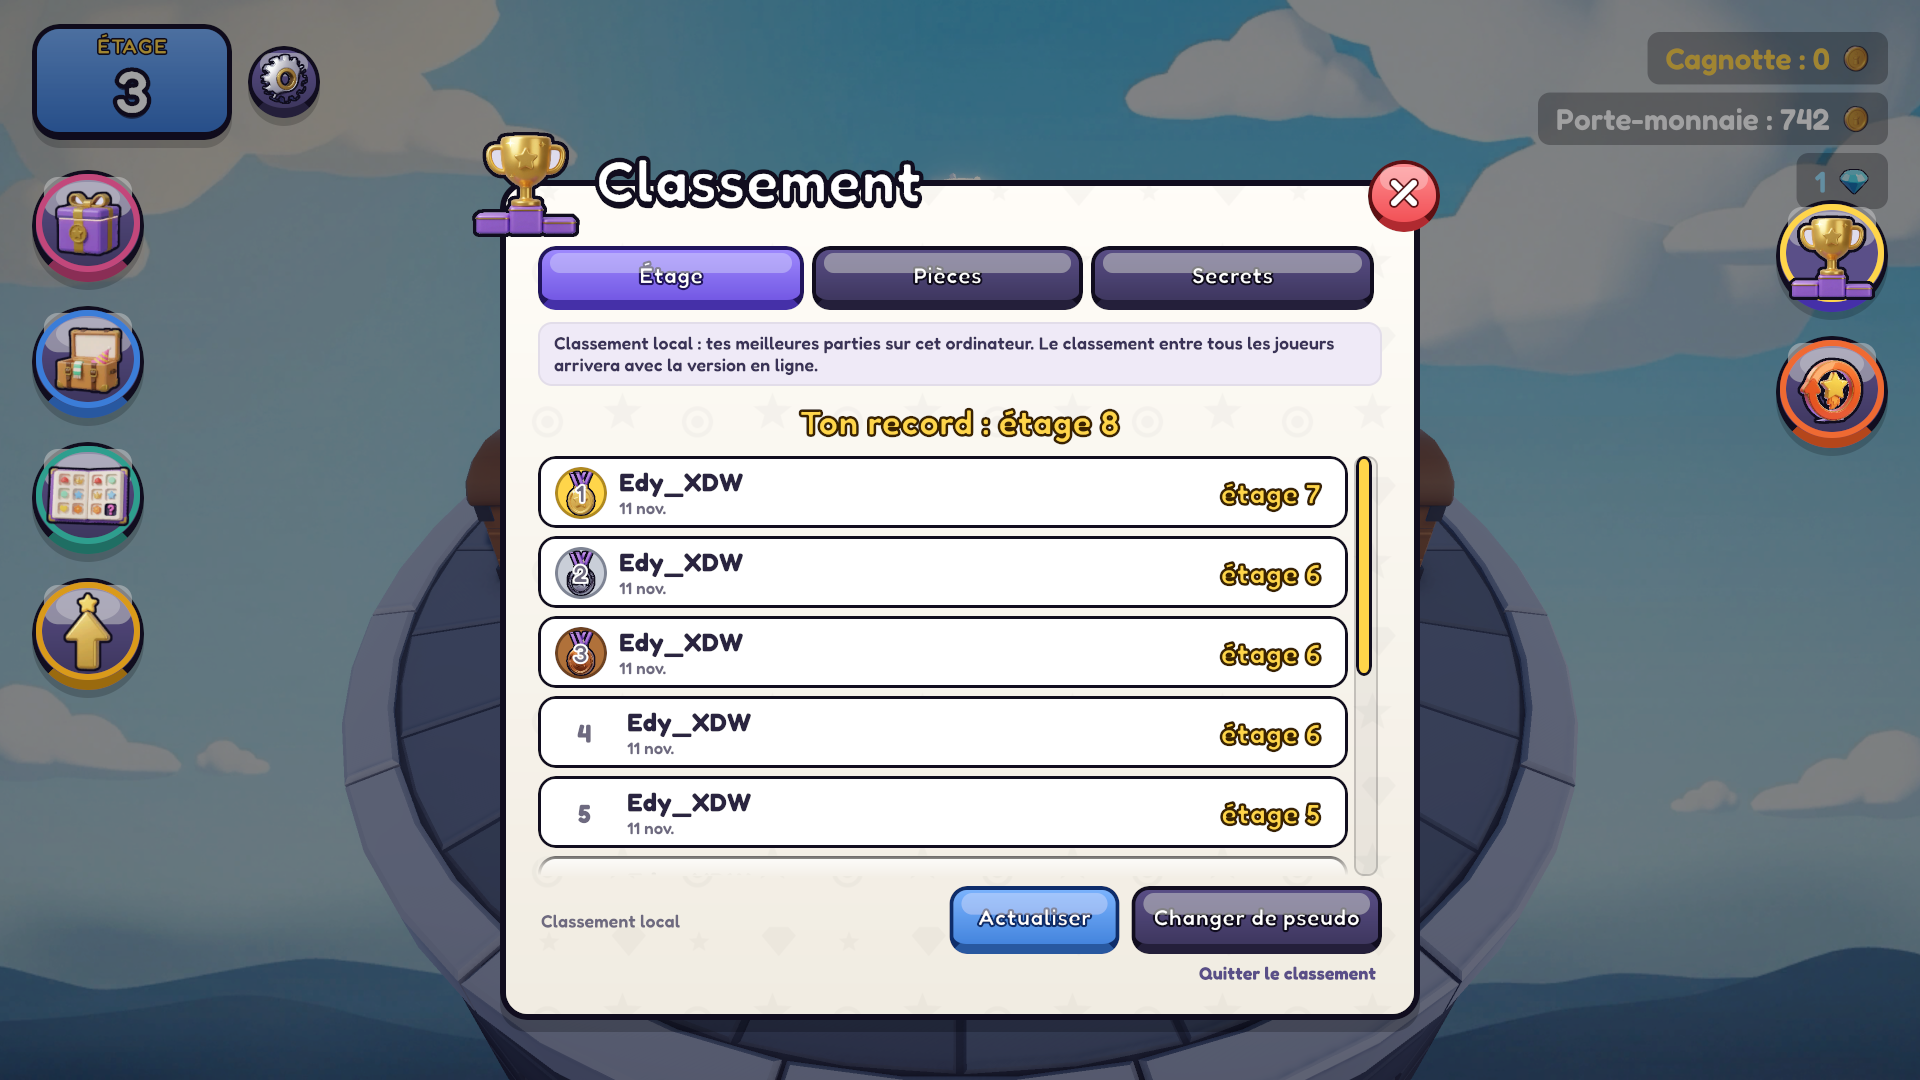 ÉTAGE
3
Cagnotte : 0
Porte-monnaie : 742
1
Classement
Étage
Pièces
Secrets
Classement local : tes meilleures parties sur cet ordinateur. Le classement entre tous les joueurs
arrivera avec la version en ligne.
Ton record : étage 8
1
Edy_XDW
11 nov.
étage 7
2
Edy_XDW
11 nov.
étage 6
3
Edy_XDW
11 nov.
étage 6
4
Edy_XDW
11 nov.
étage 6
5
Edy_XDW
11 nov.
étage 5
Classement local
Actualiser
Changer de pseudo
Quitter le classement